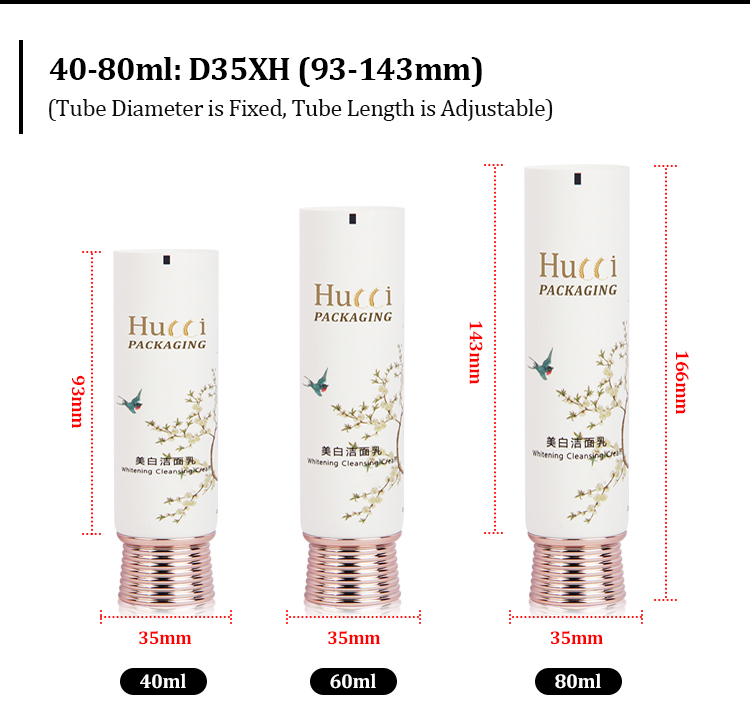 40-80ml: D35XH (93-143mm)
(Tube Diameter is Fixed, Tube Length is Adjustable)
93mm
Hucci
PACKAGING
美白洁面乳
Whitening Cleansing Cream
35mm
40ml
Hucci
PACKAGING
美白洁面乳
Whitening Cleansing Cream
35mm
60ml
143mm
Hucci
PACKAGING
美白洁面乳
Whitening Cleansing Cream
166mm
35mm
80ml